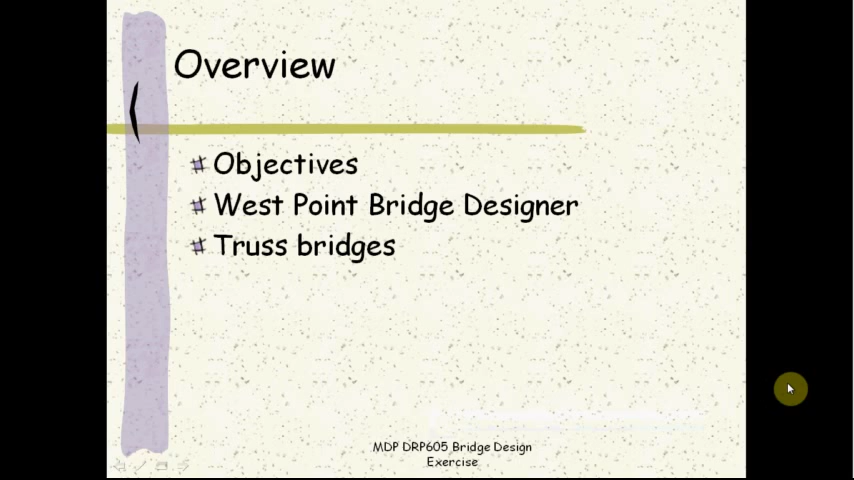 Overview
Objectives
West Point Bridge Designer
Truss bridges
MDP DRP605 Bridge Design
Exercise